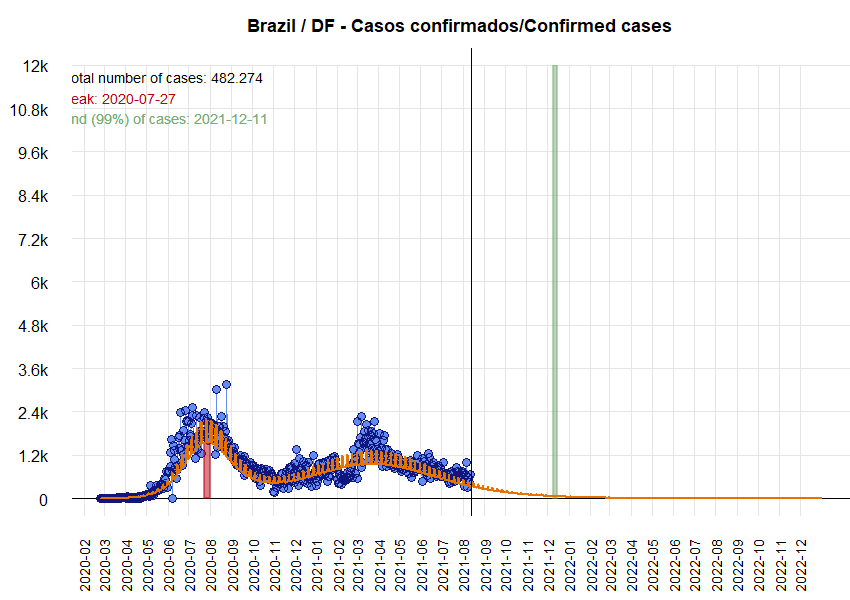 Brazil / DF - Casos confirmados/Confirmed cases
12k
otal number of cases: 482.274
eak: 2020-07-27
10.8k
nd (99%) of cases: 2021-12-11
9.6k
8.4k
7.2k
6k
4.8k
3.6k
2.4k
1.2k
0
2020-02
2020-03
2020-04
2020-05
2020-06
2020-07
2020-08
2020-09
2020-10
2020-11
2020-12
2021-01
2021-02
2021-03
2021-04
2021-05
2021-06
2021-07
2021-08
2021-09
2021-10
2021-11
2021-12
2022-01
2022-02
2022-03
2022-04
2022-05
2022-06
2022-07
2022-08
2022-09
2022-10
2022-11
2022-12